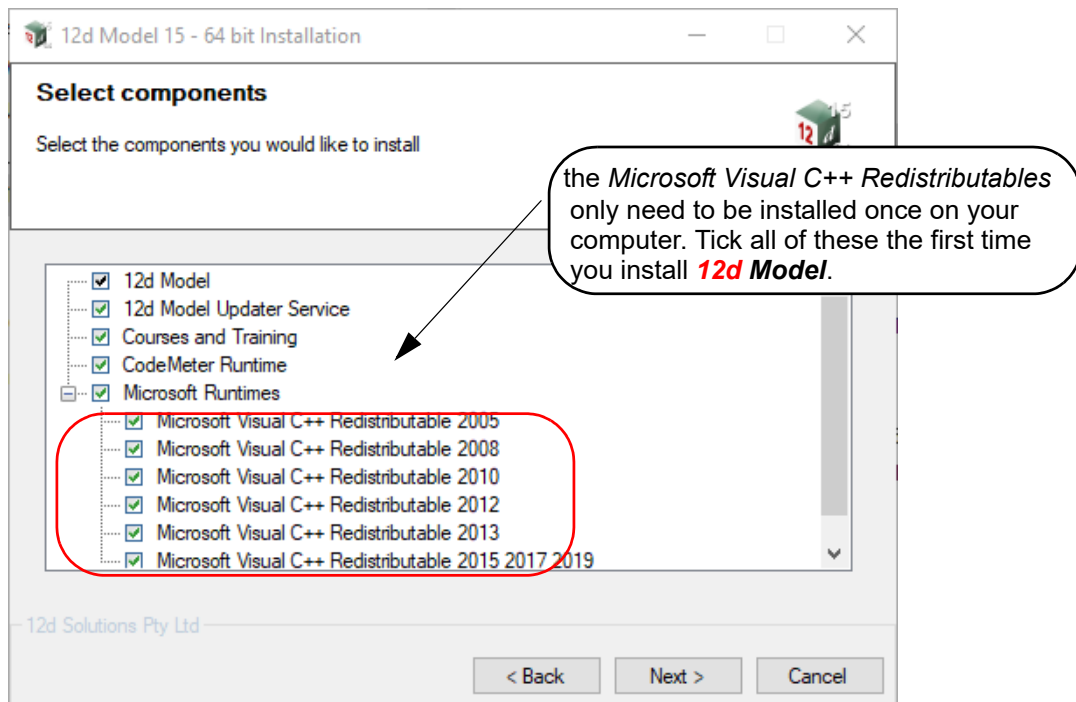 12d Model 15 - 64 bit Installation
Select components
Select the components you would like to install
15
12 d
the Microsoft Visual C++ Redistributables
only need to be installed once on your
computer. Tick all of these the first time
you install 12d Model.
12d Model
12d Model Updater Service
Courses and Training
CodeMeter Runtime
Microsoft Runtimes
Microsoft Visual C++ Redistributable 2005
Microsoft Visual C++ Redistributable 2008
Microsoft Visual C++ Redistributable 2010
Microsoft Visual C++ Redistributable 2012
Microsoft Visual C++ Redistributable 2013
Microsoft Visual C++ Redistributable 2015 2017 2019
12d Solutions Pty Ltd
< Back
Next >
Cancel